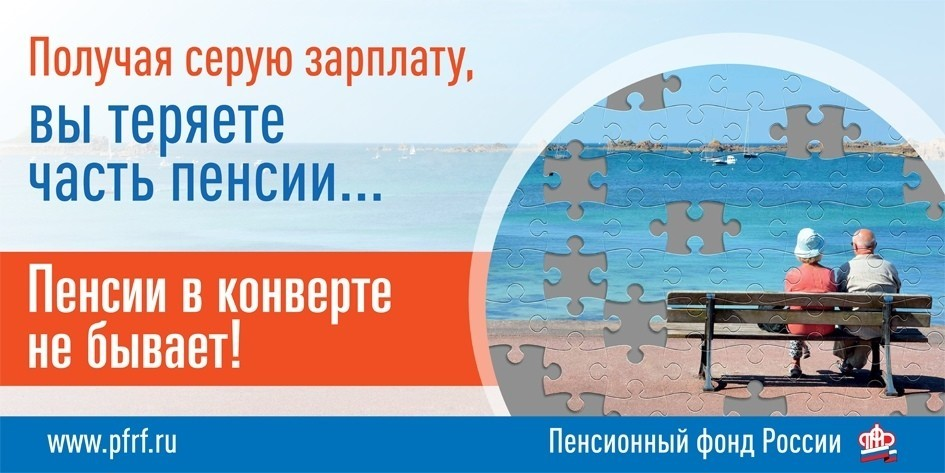 Получая серую зарплату,
вы теряете
часть пенсии...
Пенсии в конверте
не бывает!
www.pfrf.ru
Пенсионный фонд России